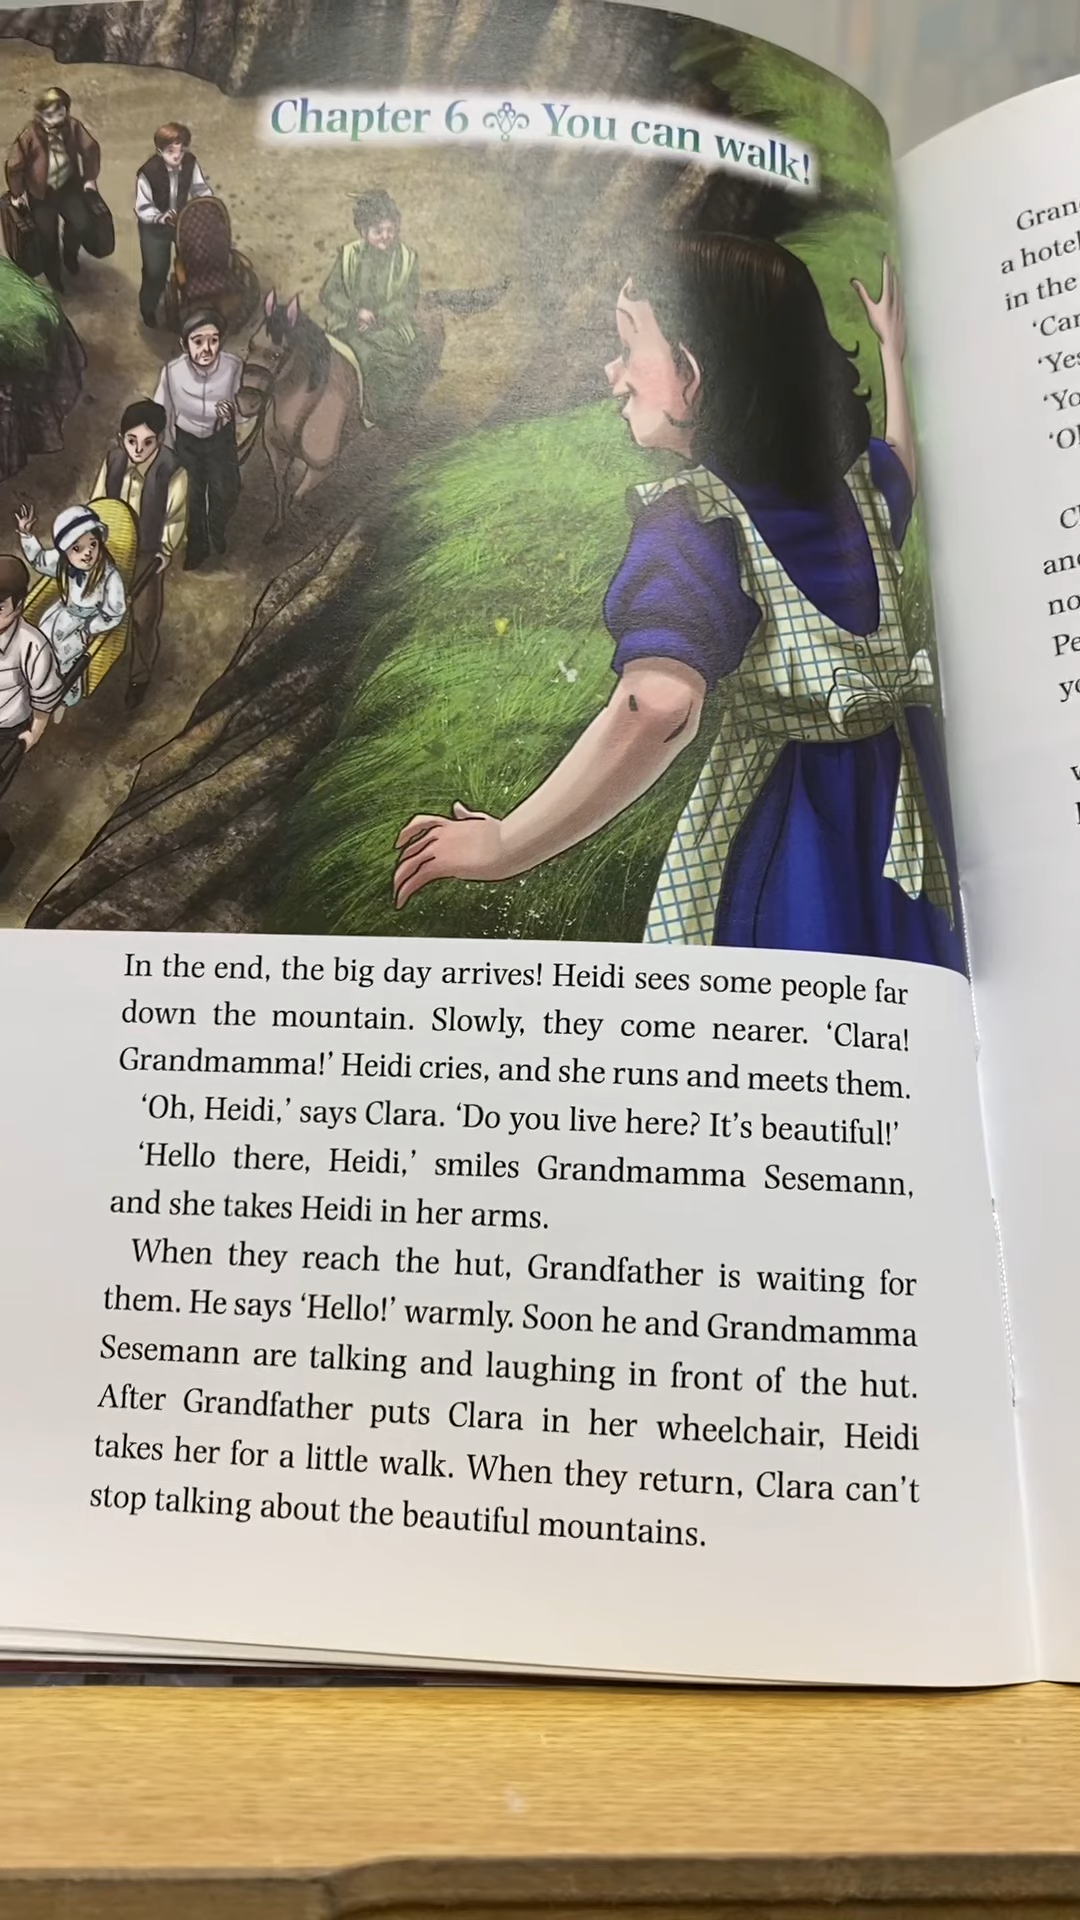 Chapter 6 You can walk!
In the end, the big day arrives! Heidi sees some people far
down the mountain. Slowly, they come nearer. ‘Clara!
Grandmamma!’ Heidi cries, and she runs and meets them.
‘Oh, Heidi,’ says Clara. ‘Do you live here? It’s beautiful!’
‘Hello there, Heidi,’ smiles Grandmamma Sesemann,
and she takes Heidi in her arms.
When they reach the hut, Grandfather is waiting for
them. He says ‘Hello!’ warmly. Soon he and Grandmamma
Sesemann are talking and laughing in front of the hut.
After Grandfather puts Clara in her wheelchair, Heidi
takes her for a little walk. When they return, Clara can’t
stop talking about the beautiful mountains.
a hotel
in the